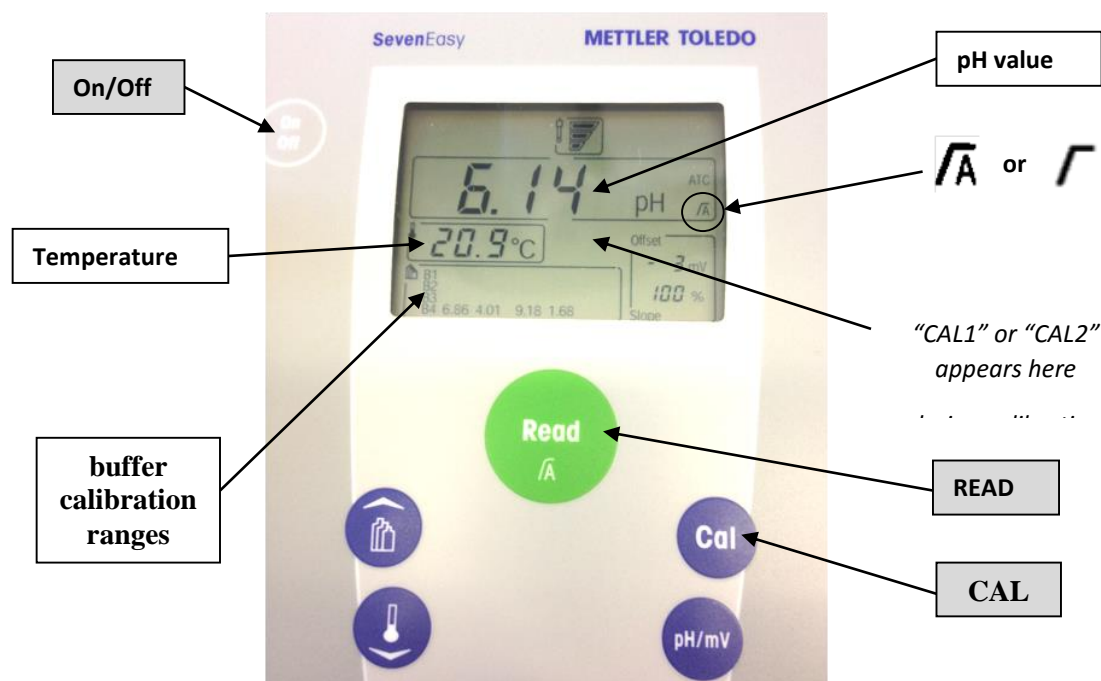 SevenEasy METTLER TOLEDO
On/Off
pH value
On
Off
√A or √
6.14 pH
ATC
√A
Temperature
20.9 °C
Offset
- 3 mV
100 %
Slope
B1
B2
B3
B4 6.86 4.01 9.18 1.68
“CAL1” or “CAL2”
appears here
Read
√A
buffer
calibration
ranges
READ
Cal
CAL
pH/mV